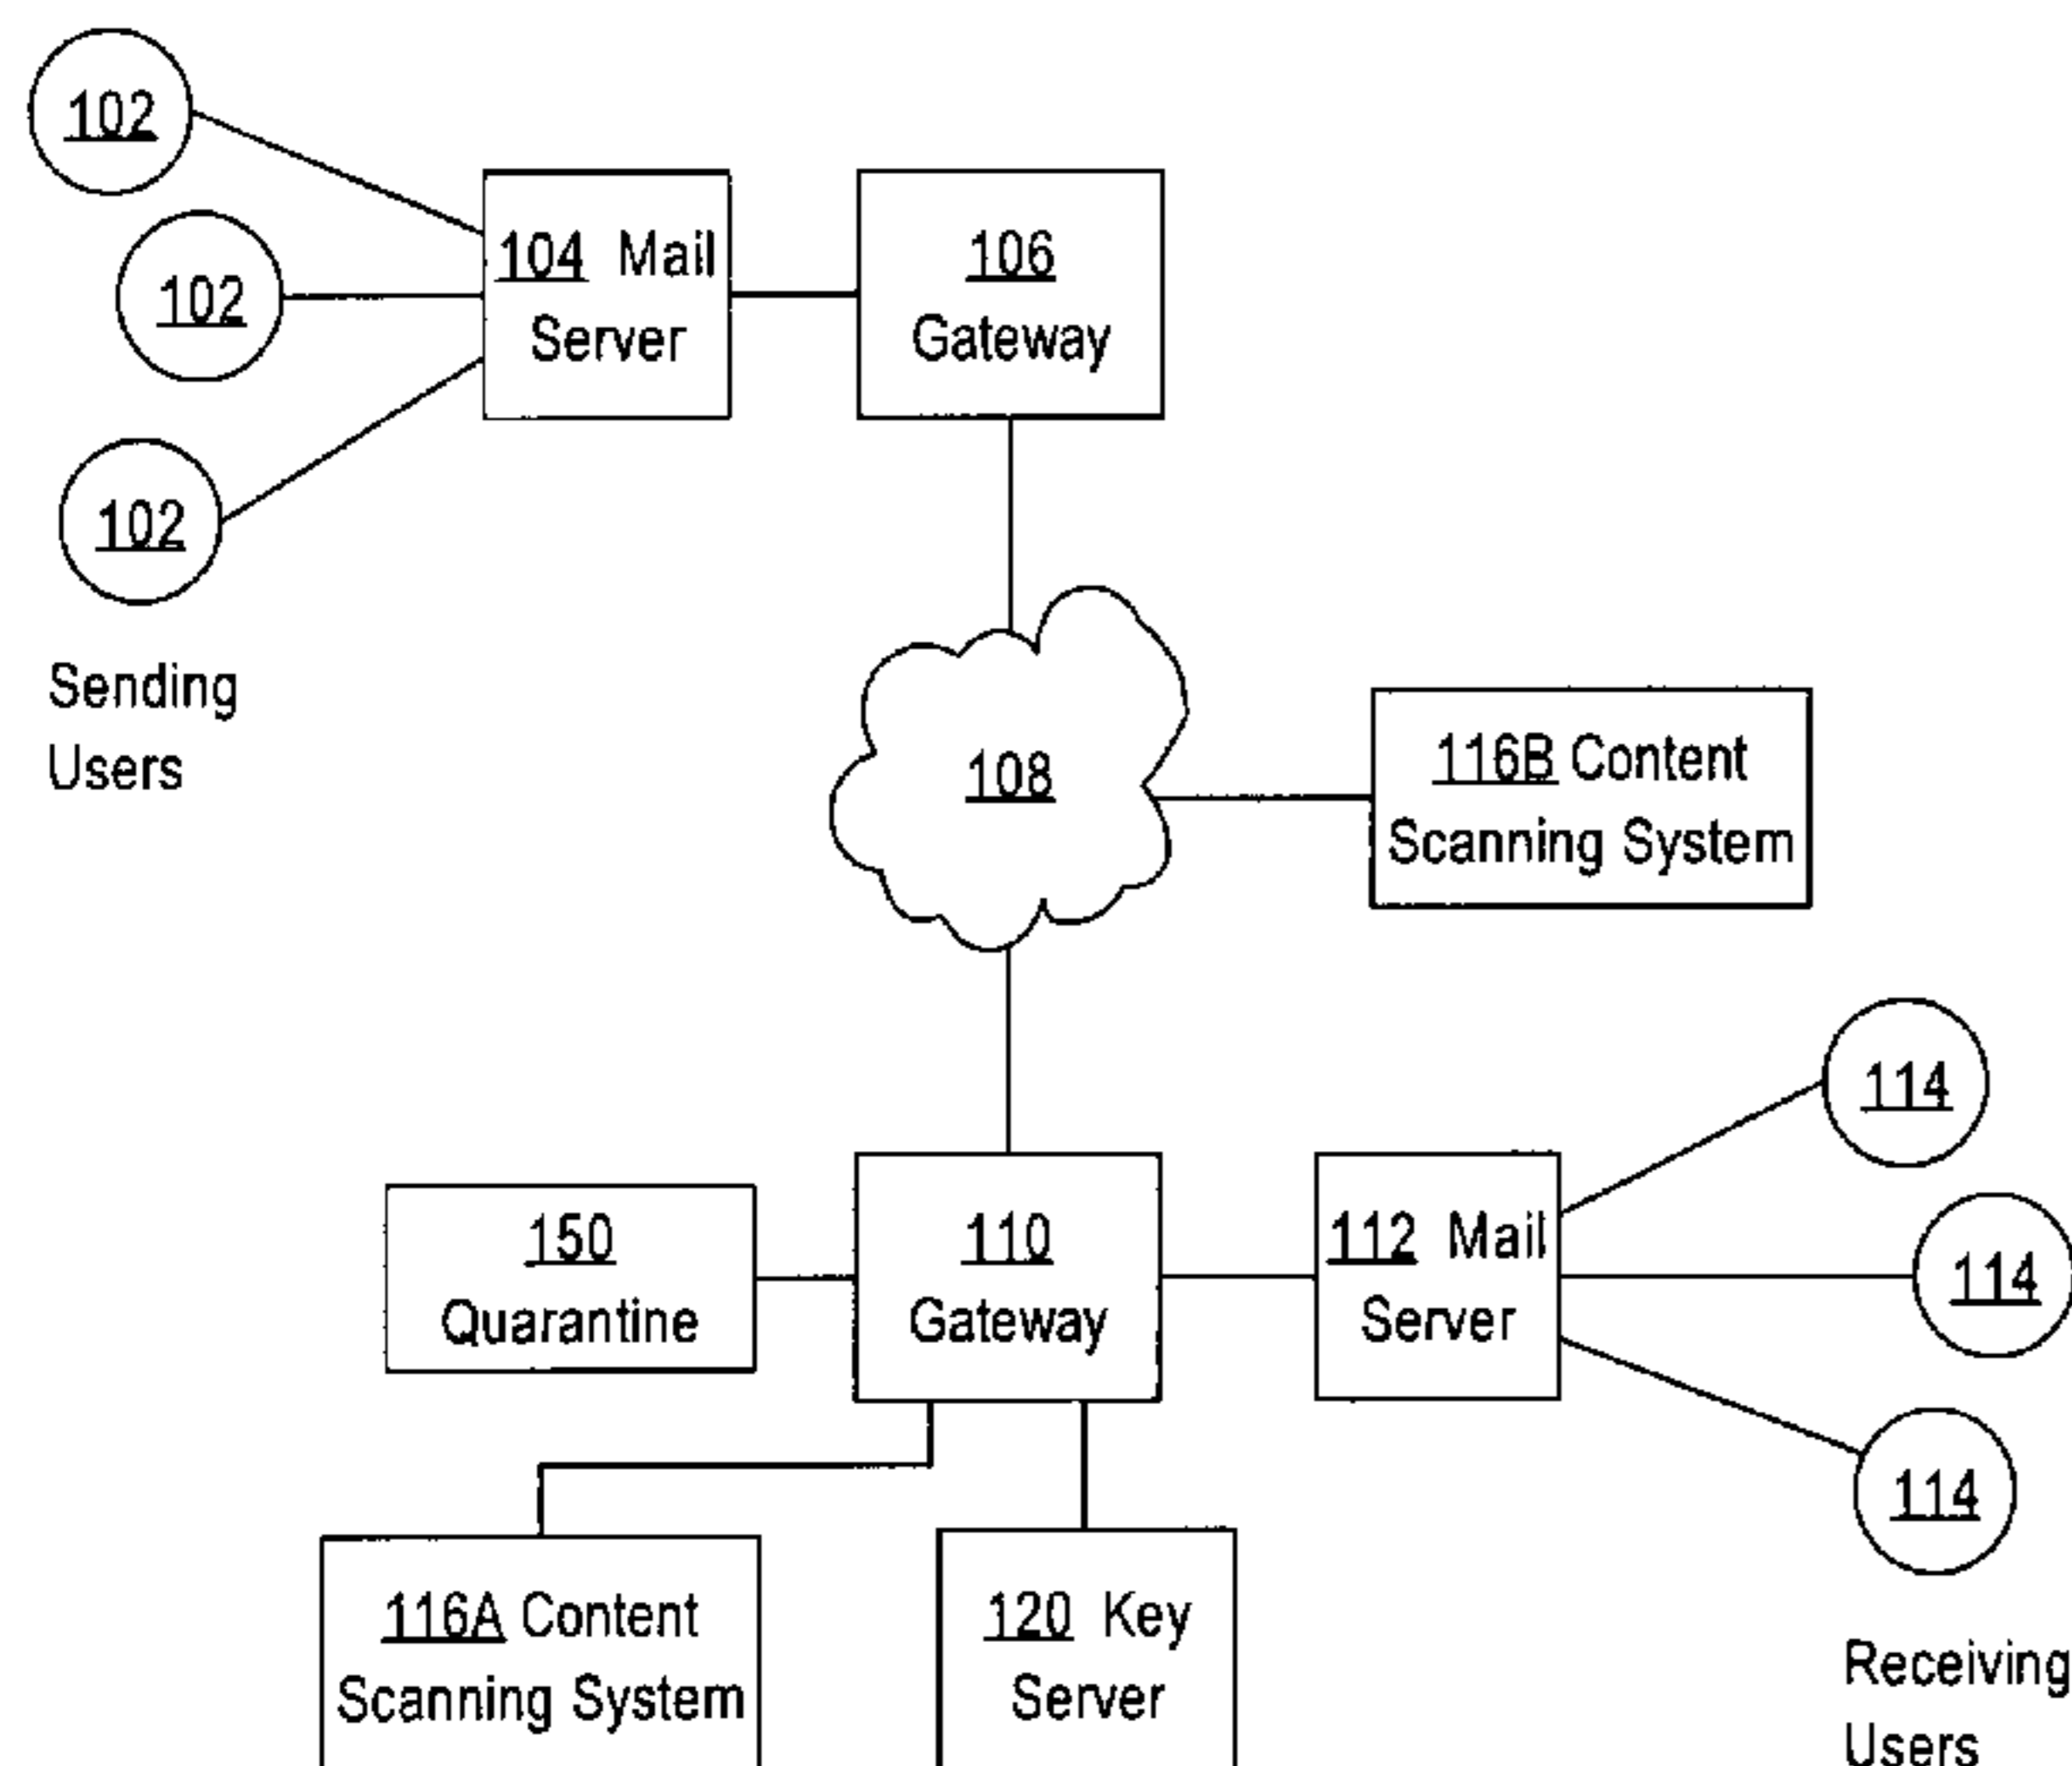 102
102
102
Sending
Users
104 Mail
Server
106
Gateway
108
116B Content
Scanning System
150
Quarantine
110
Gateway
112 Mail
Server
114
114
114
Receiving
Users
116A Content
Scanning System
120 Key
Server